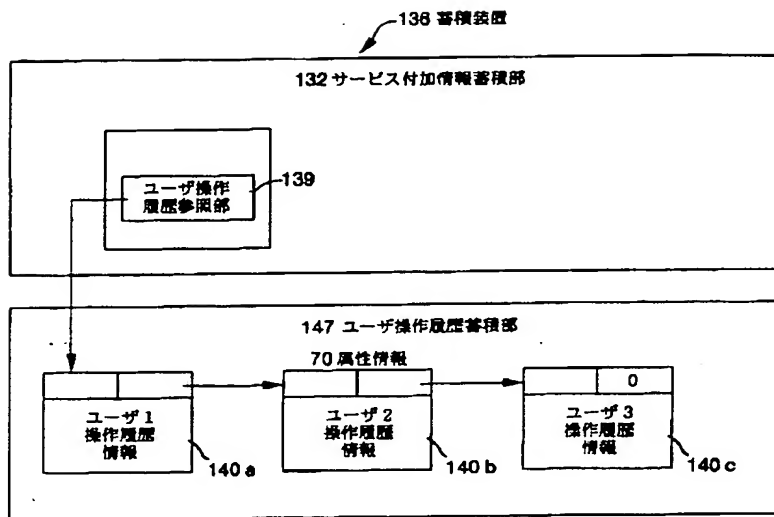 136 蓄積装置
132 サービス付加情報蓄積部
ユーザ操作
履歴参照部
139
147 ユーザ操作履歴蓄積部
70 属性情報
0
ユーザ1
操作履歴
情報
140a
ユーザ2
操作履歴
情報
140b
ユーザ3
操作履歴
情報
140c